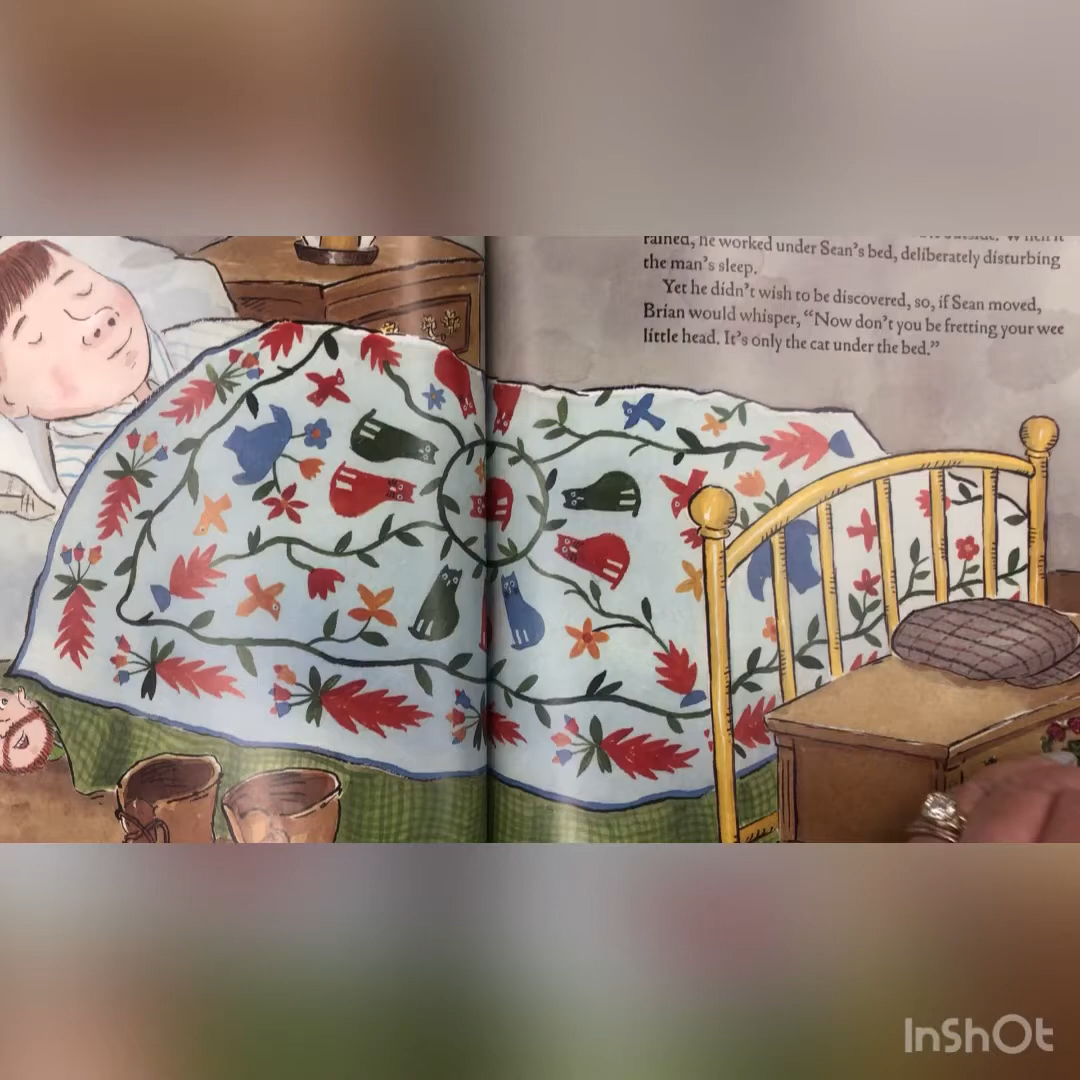 rained, he worked under Sean's bed, deliberately disturbing
the man's sleep.
Yet he didn't wish to be discovered, so, if Sean moved,
Brian would whisper, “Now don't you be fretting your wee
little head. It's only the cat under the bed.”
InShOt